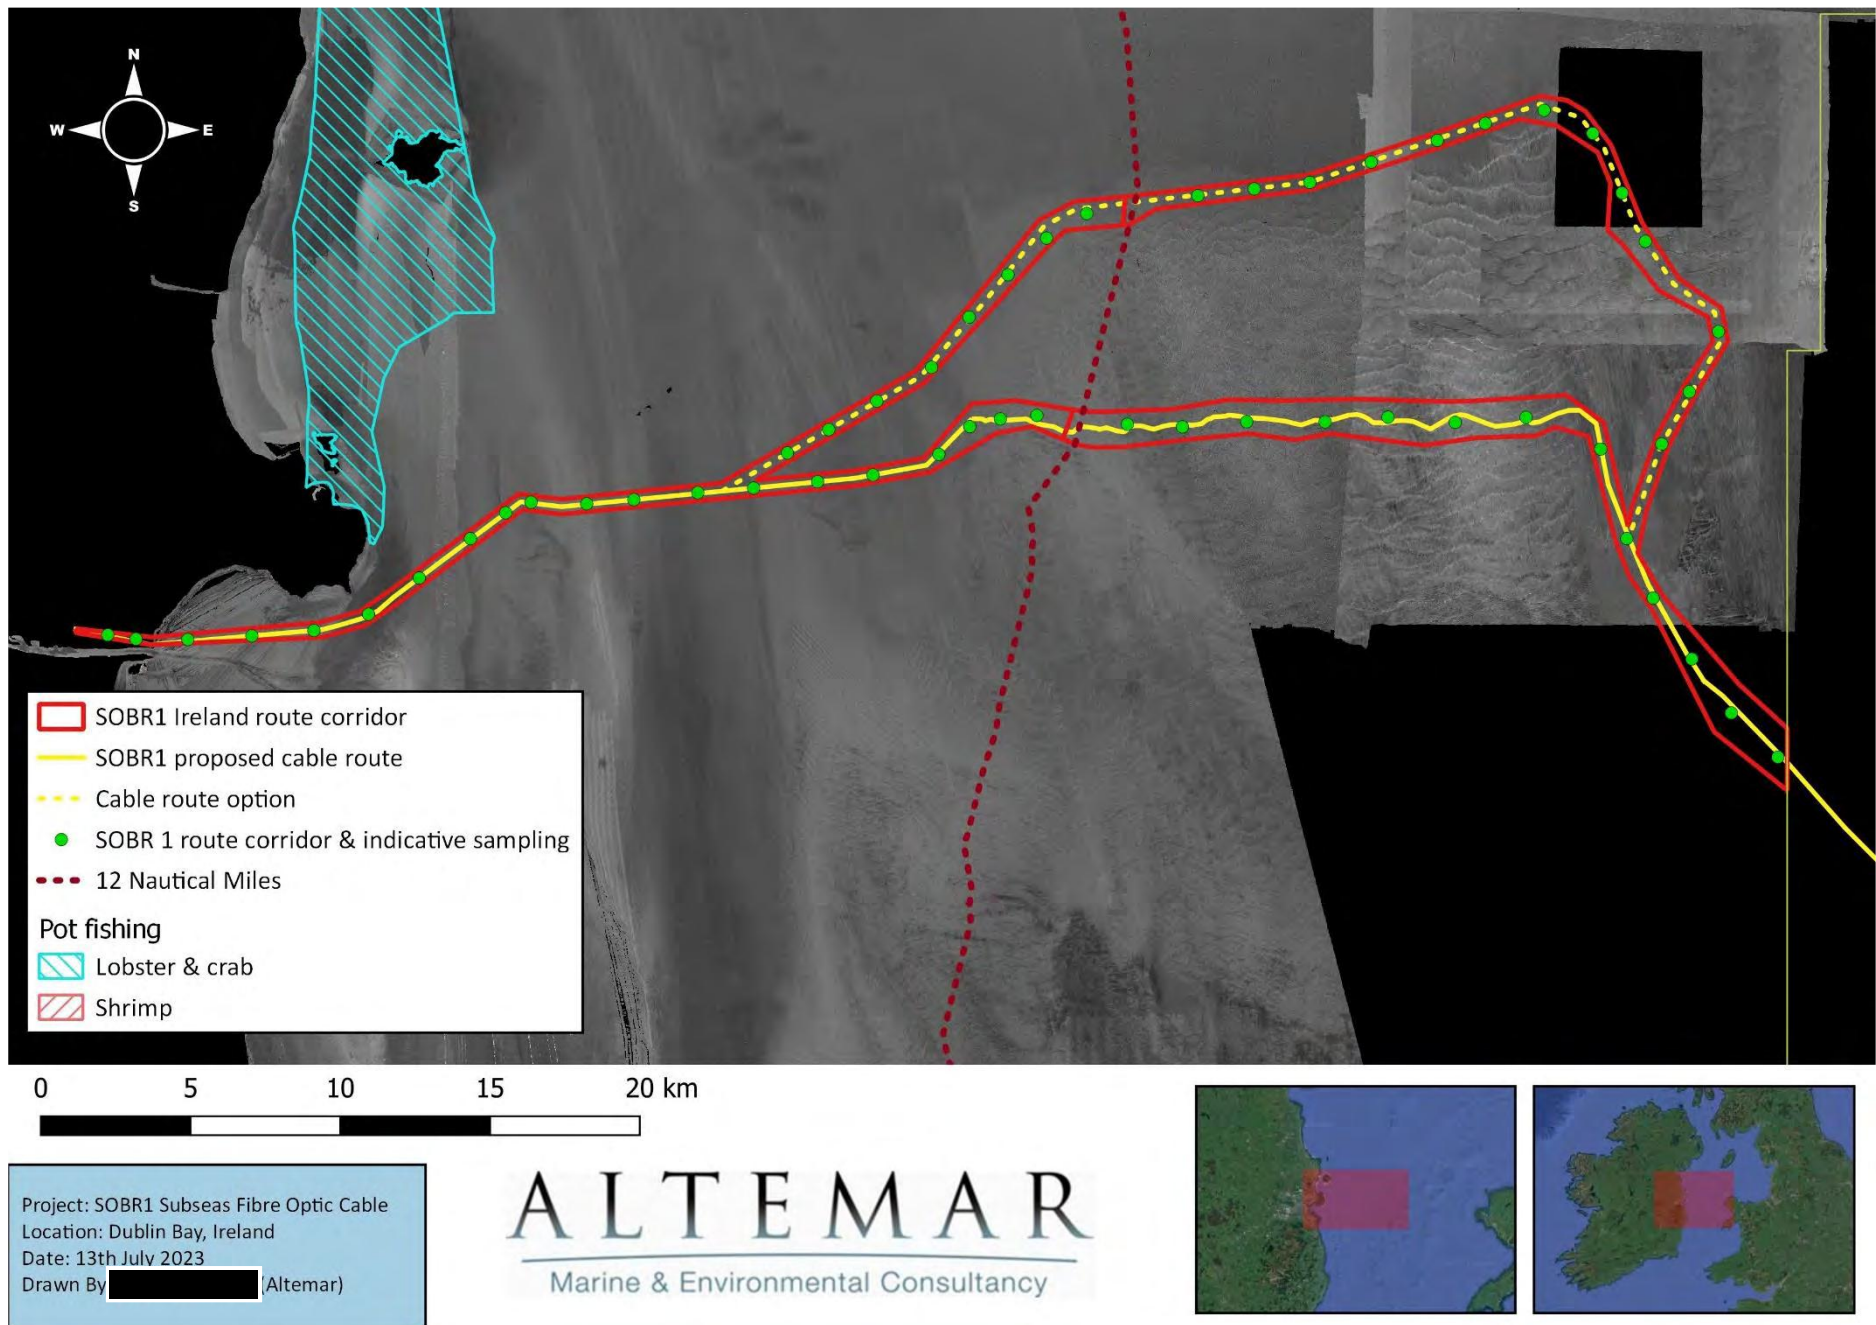 N
W E
S
SOBR1 Ireland route corridor
SOBR1 proposed cable route
Cable route option
SOBR 1 route corridor & indicative sampling
12 Nautical Miles
Pot fishing
Lobster & crab
Shrimp
0 5 10 15 20 km
Project: SOBR1 Subseas Fibre Optic Cable
Location: Dublin Bay, Ireland
Date: 13th July 2023
Drawn By (Altemar)
ALTEMAR
Marine & Environmental Consultancy